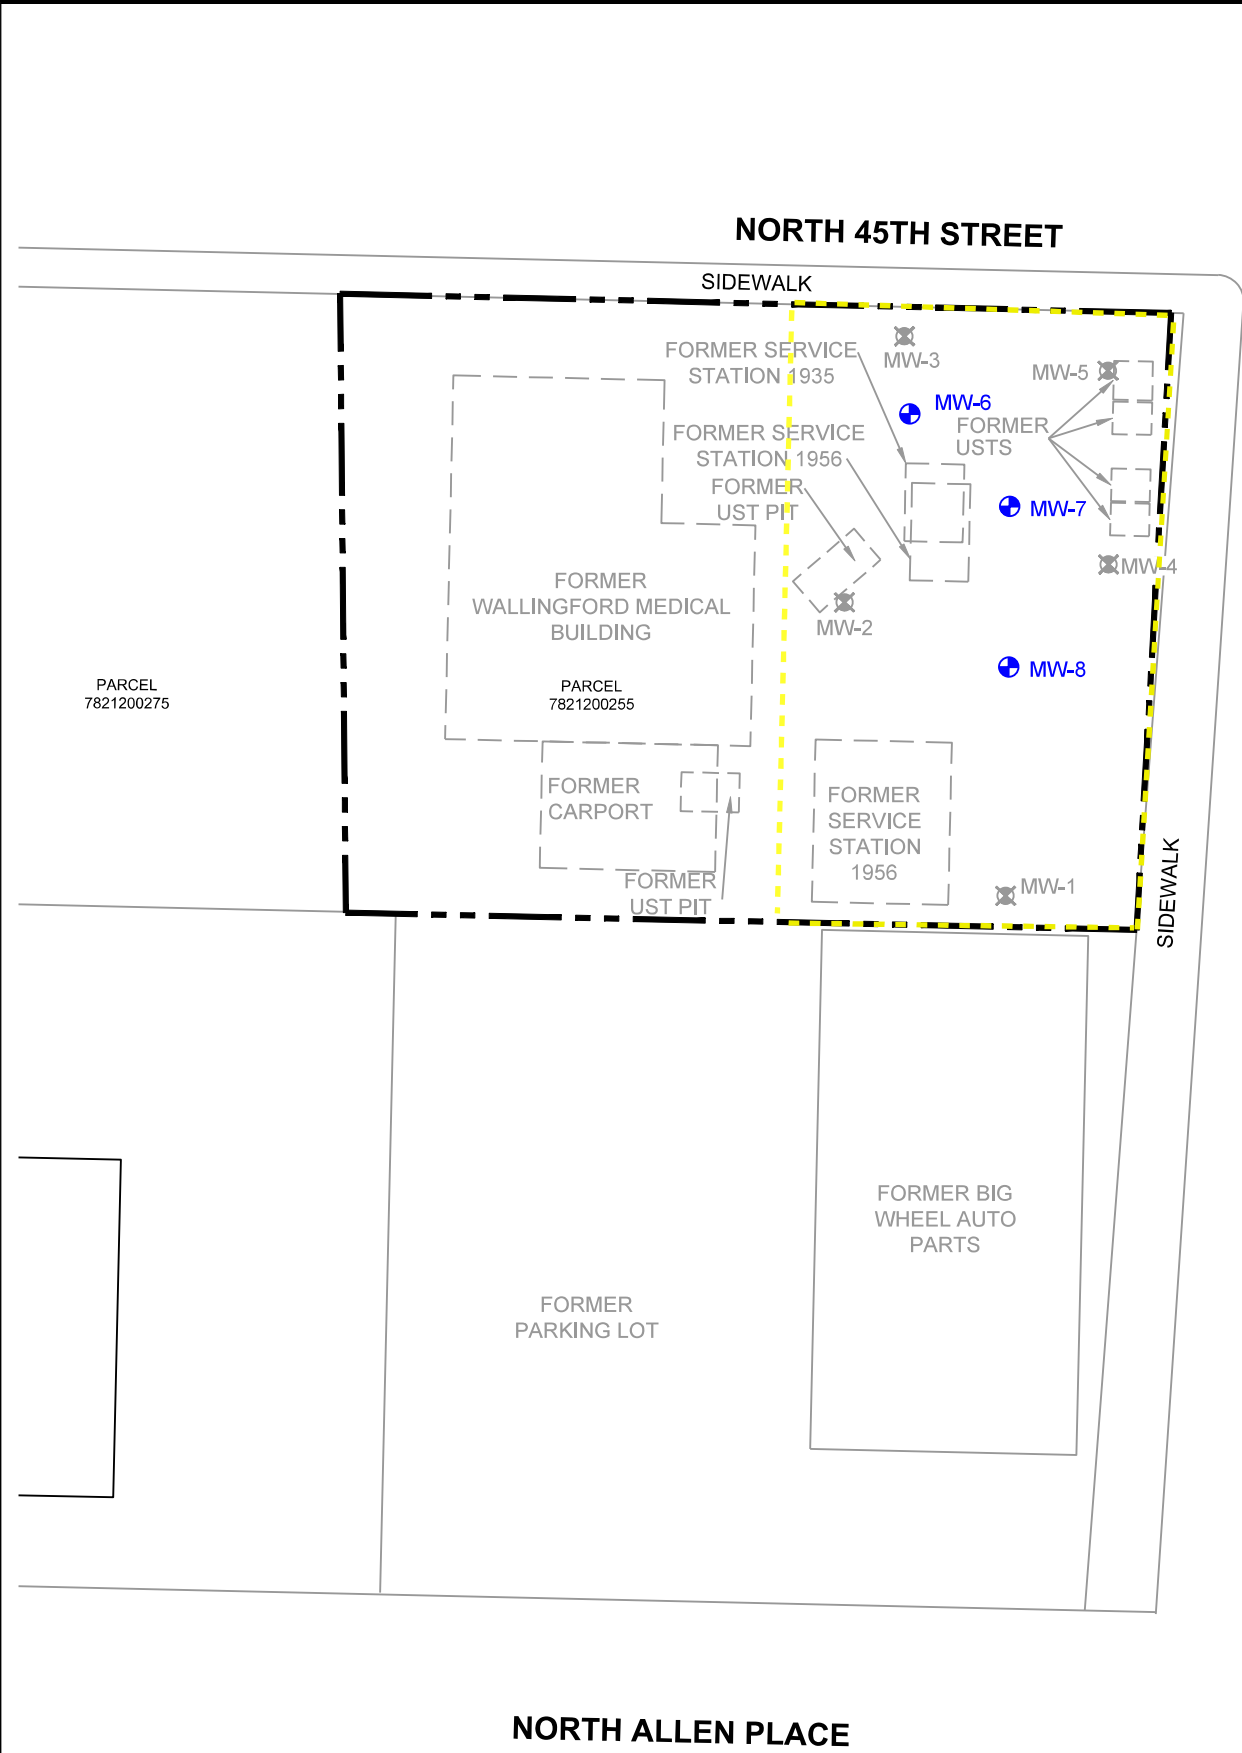 NORTH 45TH STREET
SIDEWALK
MW-3
FORMER SERVICE
STATION 1935
MW-5
MW-6
FORMER
USTS
FORMER SERVICE
STATION 1956
FORMER
UST PIT
MW-7
MW-4
FORMER
WALLINGFORD MEDICAL
BUILDING
MW-2
MW-8
PARCEL
7821200275
PARCEL
7821200255
FORMER
CARPORT
FORMER
SERVICE
STATION
1956
FORMER
UST PIT
MW-1
SIDEWALK
FORMER BIG
WHEEL AUTO
PARTS
FORMER
PARKING LOT
NORTH ALLEN PLACE